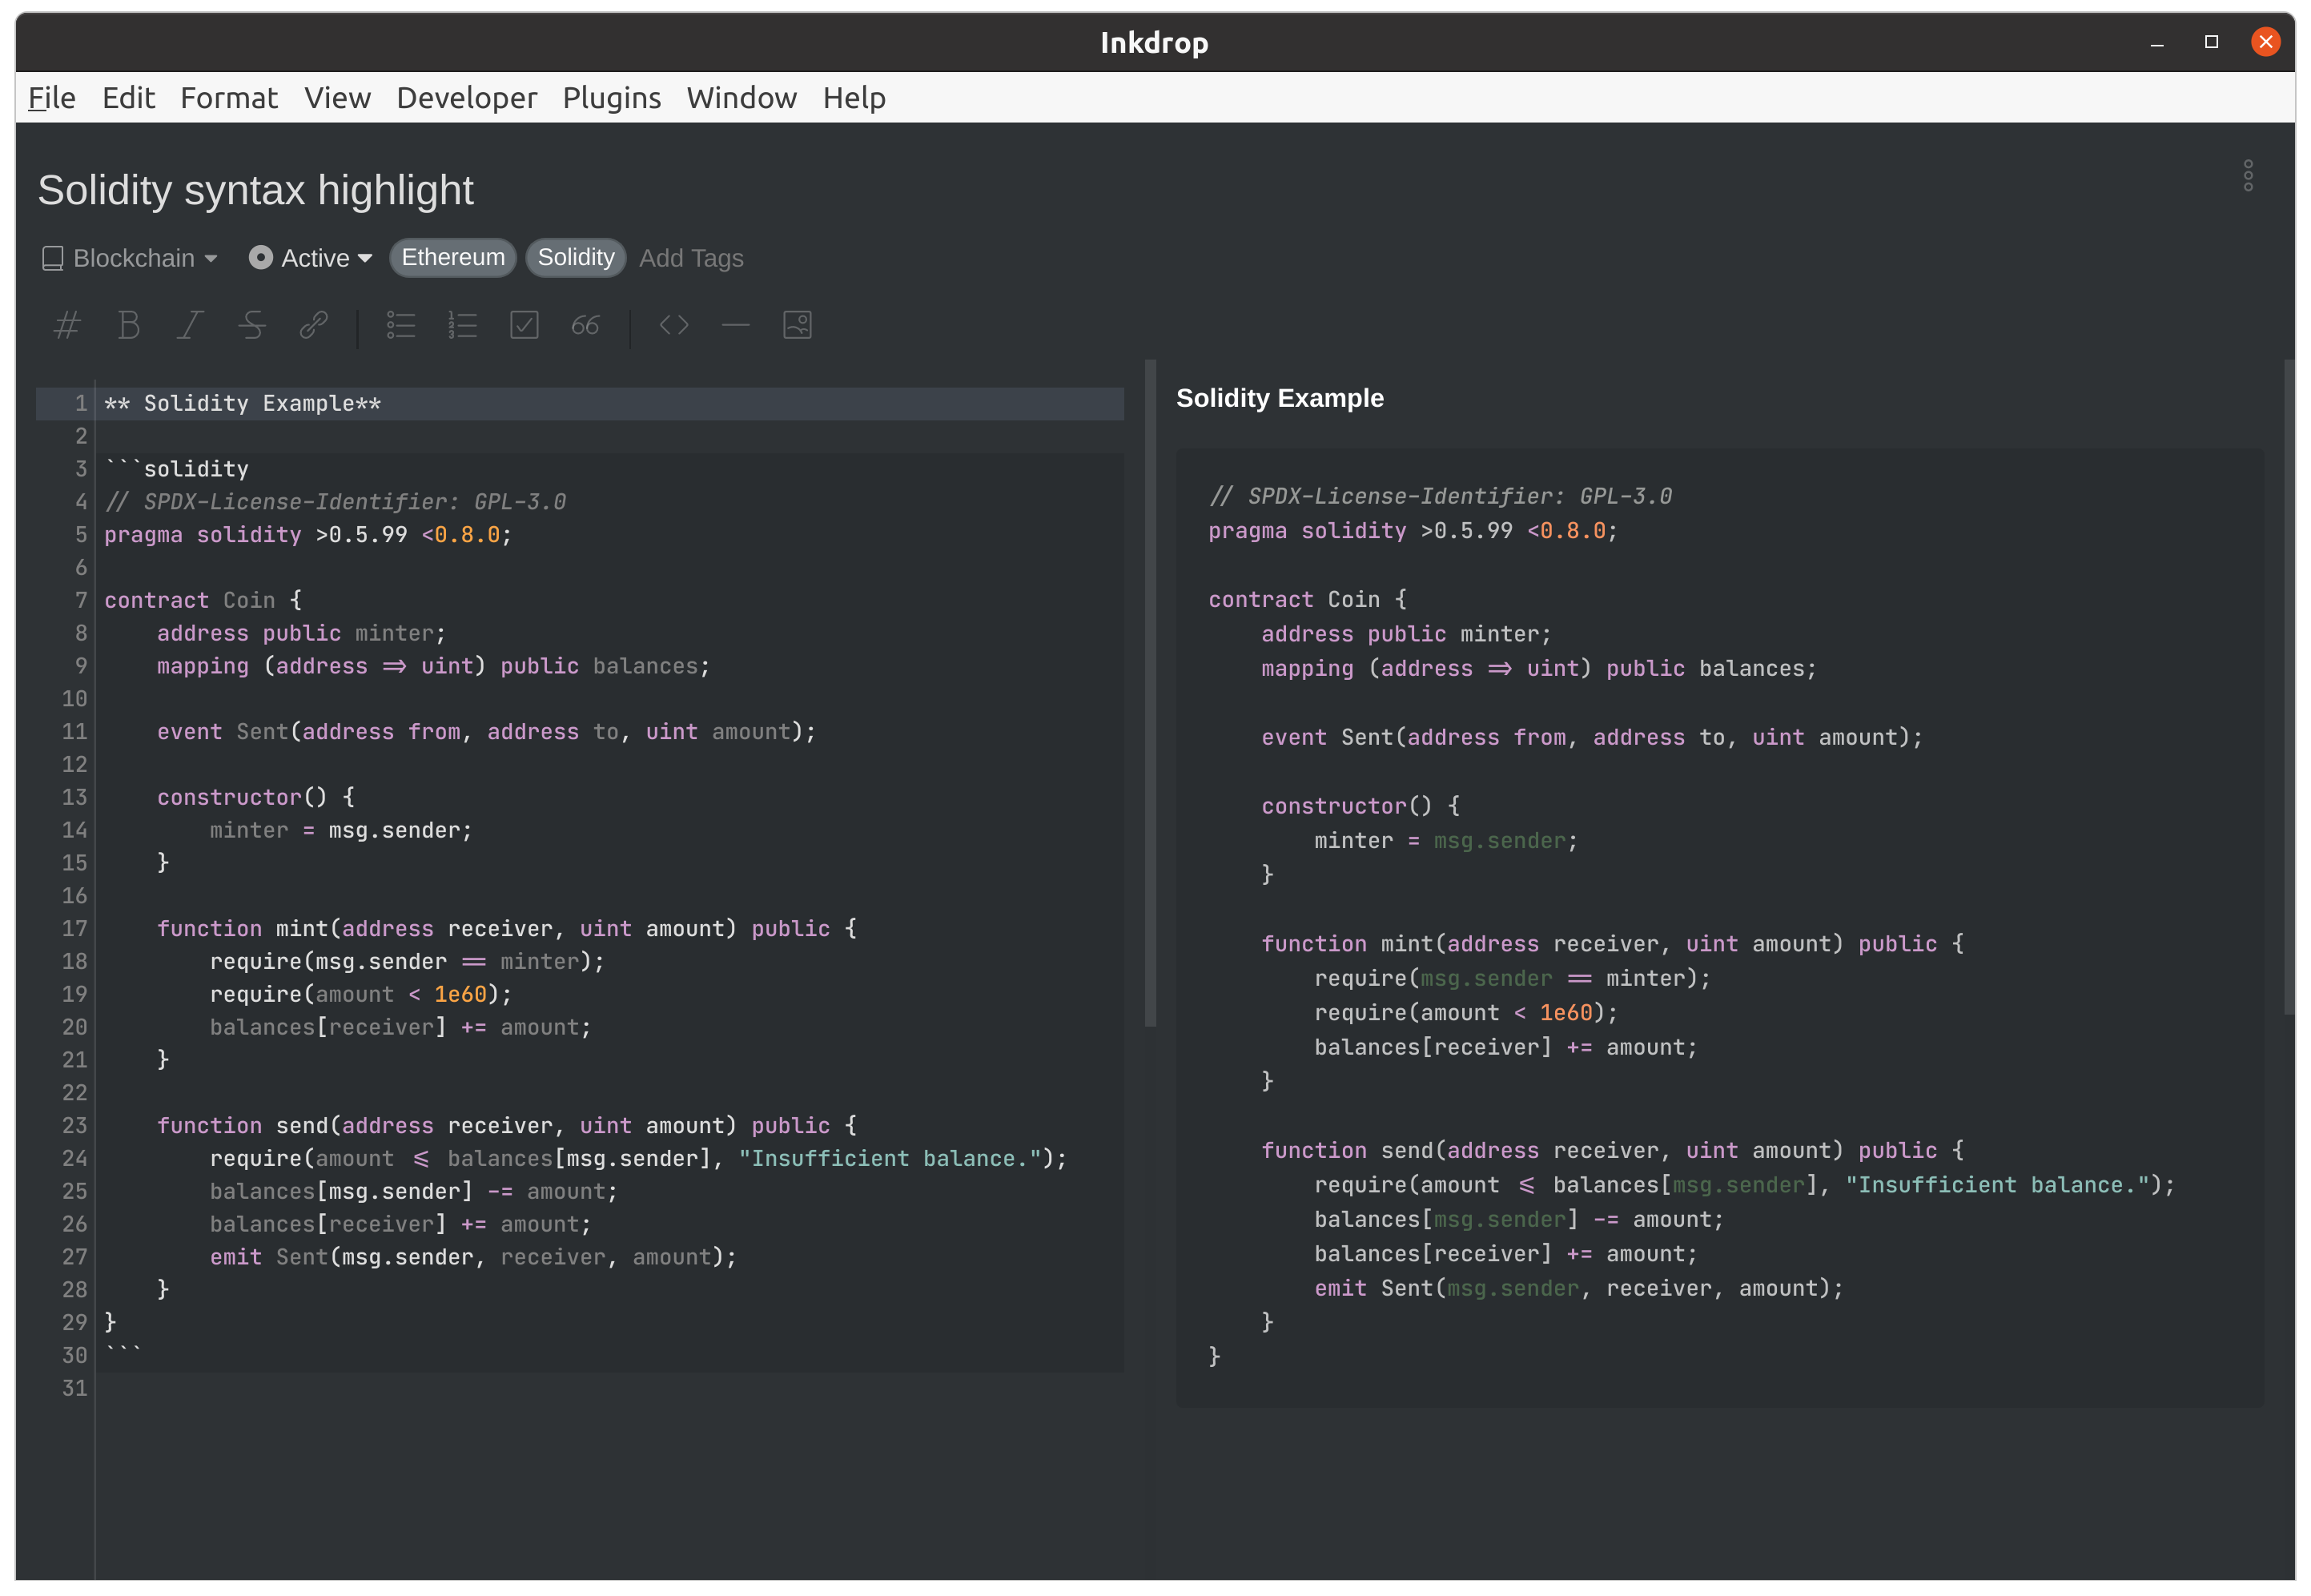 Inkdrop
File Edit Format View Developer Plugins Window Help
Solidity syntax highlight
Blockchain Active Ethereum Solidity Add Tags
1 ** Solidity Example**
2
3 ```solidity
4 // SPDX-License-Identifier: GPL-3.0
5 pragma solidity >0.5.99 <0.8.0;
6
7 contract Coin {
8     address public minter;
9     mapping (address => uint) public balances;
10
11     event Sent(address from, address to, uint amount);
12
13     constructor() {
14         minter = msg.sender;
15     }
16
17     function mint(address receiver, uint amount) public {
18         require(msg.sender == minter);
19         require(amount < 1e60);
20         balances[receiver] += amount;
21     }
22
23     function send(address receiver, uint amount) public {
24         require(amount <= balances[msg.sender], "Insufficient balance.");
25         balances[msg.sender] -= amount;
26         balances[receiver] += amount;
27         emit Sent(msg.sender, receiver, amount);
28     }
29 }
30 ```
31
Solidity Example
// SPDX-License-Identifier: GPL-3.0
pragma solidity >0.5.99 <0.8.0;
contract Coin {
    address public minter;
    mapping (address => uint) public balances;
    event Sent(address from, address to, uint amount);
    constructor() {
        minter = msg.sender;
    }
    function mint(address receiver, uint amount) public {
        require(msg.sender == minter);
        require(amount < 1e60);
        balances[receiver] += amount;
    }
    function send(address receiver, uint amount) public {
        require(amount <= balances[msg.sender], "Insufficient balance.");
        balances[msg.sender] -= amount;
        balances[receiver] += amount;
        emit Sent(msg.sender, receiver, amount);
    }
}